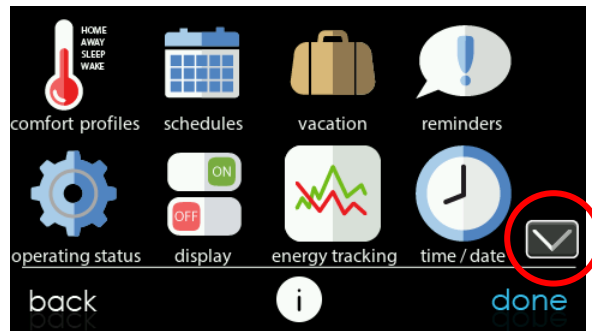 HOME
AWAY
SLEEP
WAKE
comfort profiles schedules vacation reminders
ON
OFF
operating status display energy tracking time / date
back i done